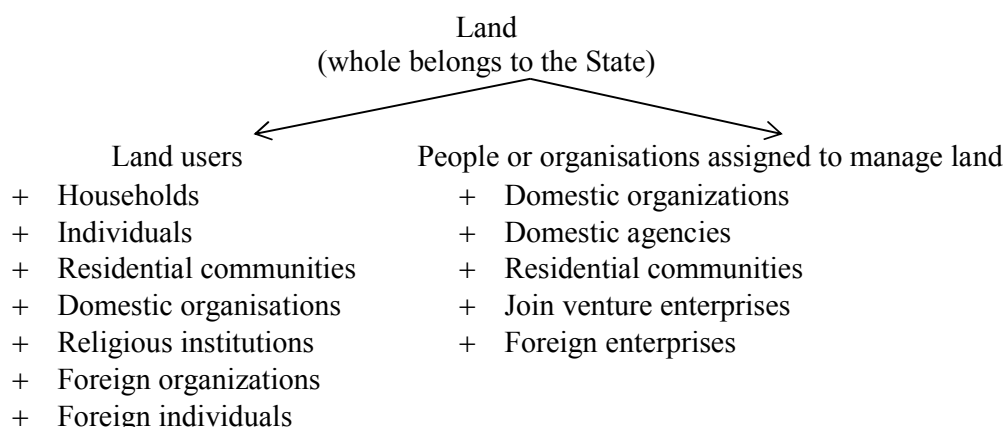 Land
(whole belongs to the State)
Land users
+ Households
+ Individuals
+ Residential communities
+ Domestic organisations
+ Religious institutions
+ Foreign organizations
+ Foreign individuals
People or organisations assigned to manage land
+ Domestic organizations
+ Domestic agencies
+ Residential communities
+ Join venture enterprises
+ Foreign enterprises